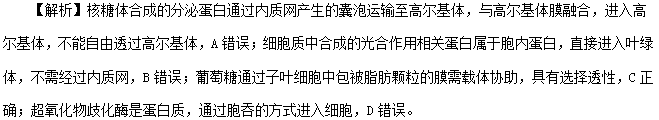 【解析】核糖体合成的分泌蛋白通过内质网产生的囊泡运输至高尔基体，与高尔基体膜融合，进入高
尔基体，不能自由透过高尔基体，A错误；细胞质中合成的光合作用相关蛋白属于胞内蛋白，直接进入叶绿
体，不需经过内质网，B错误；葡萄糖通过子叶细胞中包被脂肪颗粒的膜需载体协助，具有选择透性，C正
确；超氧化物歧化酶是蛋白质，通过胞吞的方式进入细胞，D错误。